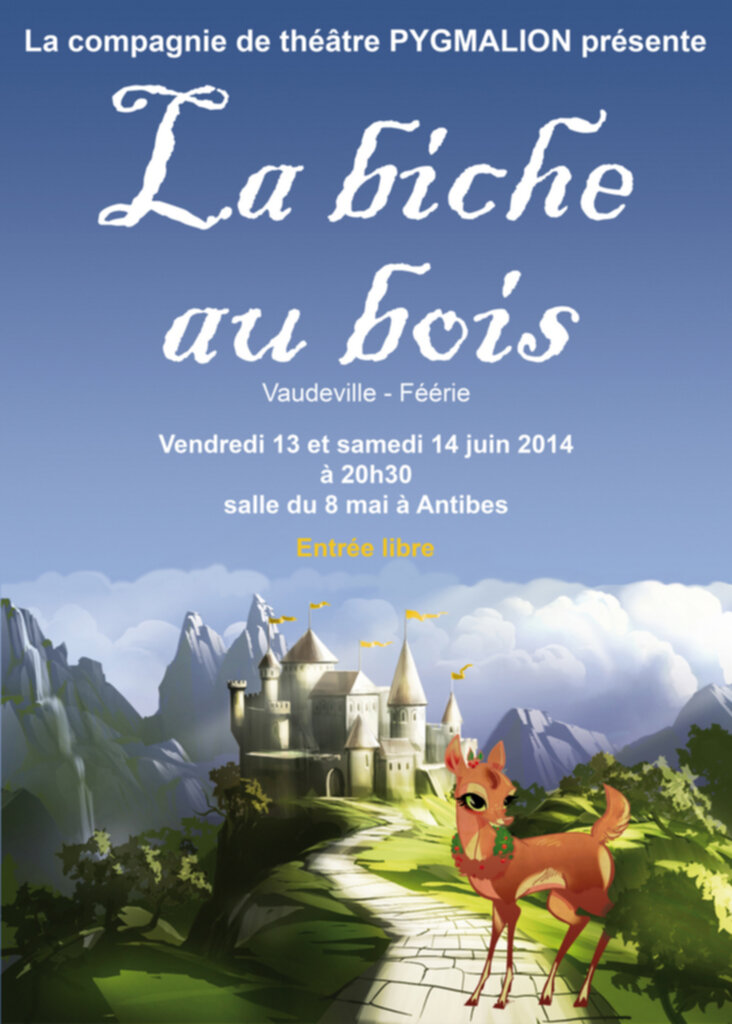 La compagnie de théâtre PYGMALION présente
La biche
au bois
Vaudeville - Féérie
Vendredi 13 et samedi 14 juin 2014
à 20h30
salle du 8 mai à Antibes
Entrée libre